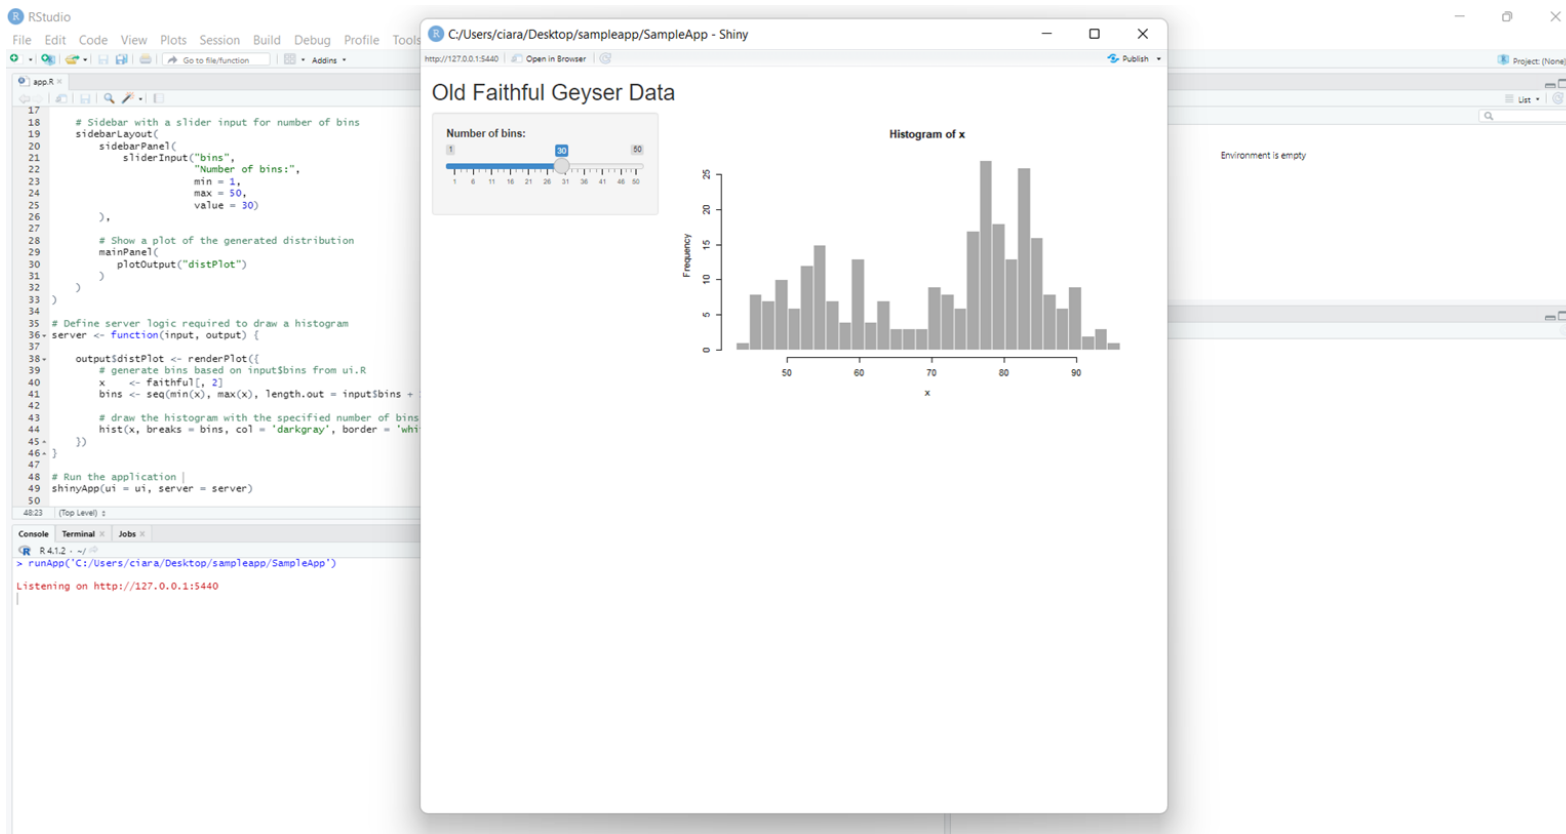 RStudio
File Edit Code View Plots Session Build Debug Profile Tools
Go to file/function Addins
Project: (None)
app.R
17
18 # Sidebar with a slider input for number of bins
19 sidebarLayout(
20 sidebarPanel(
21 sliderInput("bins",
22 "Number of bins:",
23 min = 1,
24 max = 50,
25 value = 30)
26 ),
27
28 # Show a plot of the generated distribution
29 mainPanel(
30 plotOutput("distPlot")
31 )
32 )
33 )
34
35 # Define server logic required to draw a histogram
36 server <- function(input, output) {
37
38 output$distPlot <- renderPlot({
39 # generate bins based on input$bins from ui.R
40 x <- faithful[, 2]
41 bins <- seq(min(x), max(x), length.out = input$bins +
42
43 # draw the histogram with the specified number of bins
44 hist(x, breaks = bins, col = 'darkgray', border = 'whi
45 })
46 }
47
48 # Run the application
49 shinyApp(ui = ui, server = server)
50
48:23 (Top Level)
Console Terminal Jobs
R 4.1.2 · ~/
> runApp('C:/Users/ciara/Desktop/sampleapp/SampleApp')
Listening on http://127.0.0.1:5440
C:/Users/ciara/Desktop/sampleapp/SampleApp - Shiny
http://127.0.0.1:5440 Open in Browser Publish
Old Faithful Geyser Data
Number of bins:
1 30 50
1 6 11 16 21 26 31 36 41 46 50
Histogram of x
Frequency
25
20
15
10
5
0
50 60 70 80 90
x
List
Environment is empty